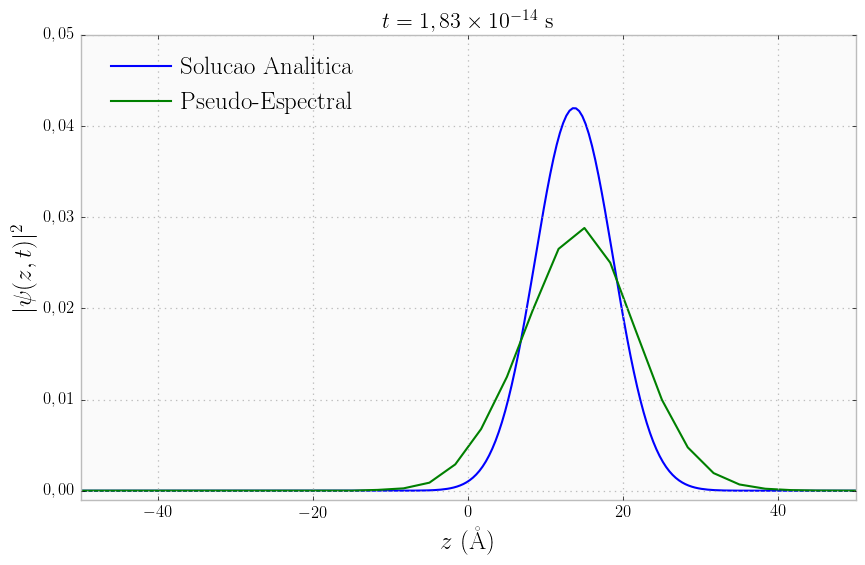 t = 1,83 × 10⁻¹⁴ s
0,05
Solucao Analitica
Pseudo-Espectral
0,04
0,03
|ψ(z, t)|²
0,02
0,01
0,00
−40
−20
0
20
40
z (Å)